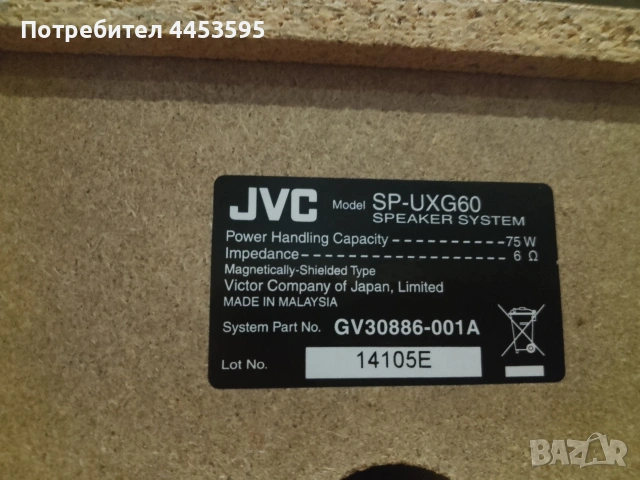 Потребител 4453595
JVC Model SP-UXG60
SPEAKER SYSTEM
Power Handling Capacity ----------- 75 W
Impedance ------------------------ 6 Ω
Magnetically-Shielded Type
Victor Company of Japan, Limited
MADE IN MALAYSIA
System Part No. GV30886-001A
Lot No. 14105E
BAZAR